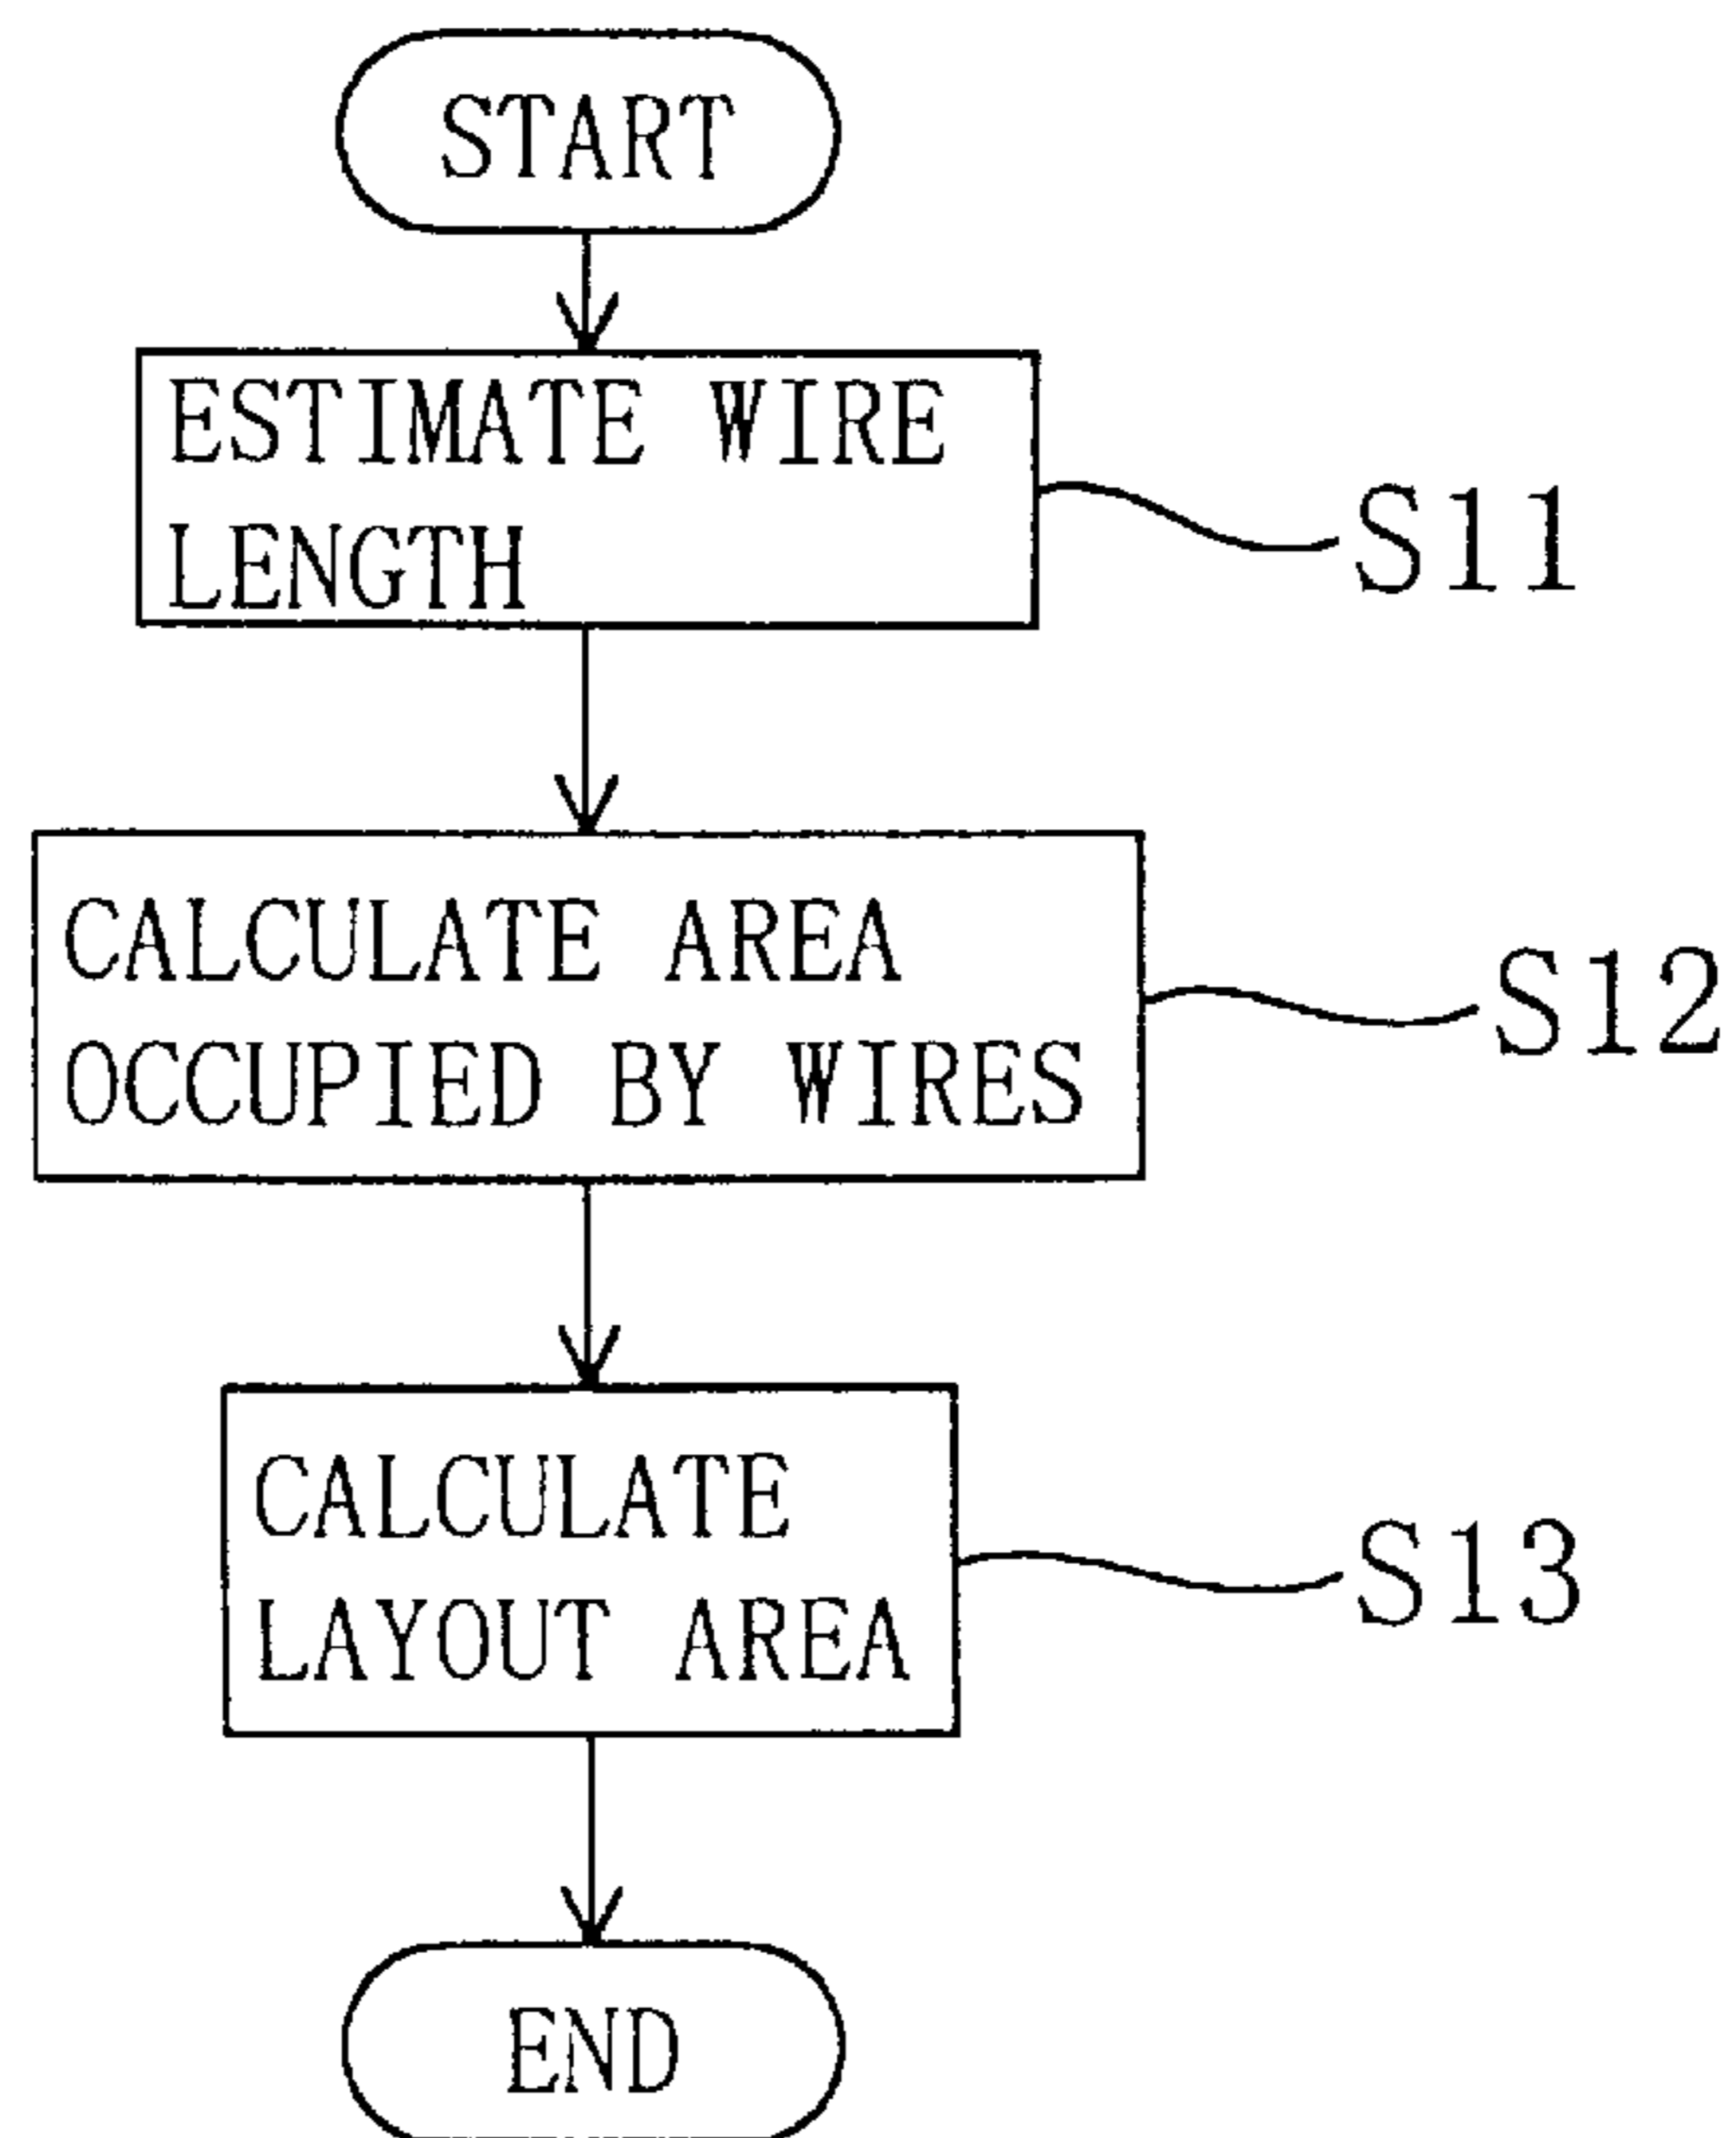 START
ESTIMATE WIRE
LENGTH
S11
CALCULATE AREA
OCCUPIED BY WIRES
S12
CALCULATE
LAYOUT AREA
S13
END